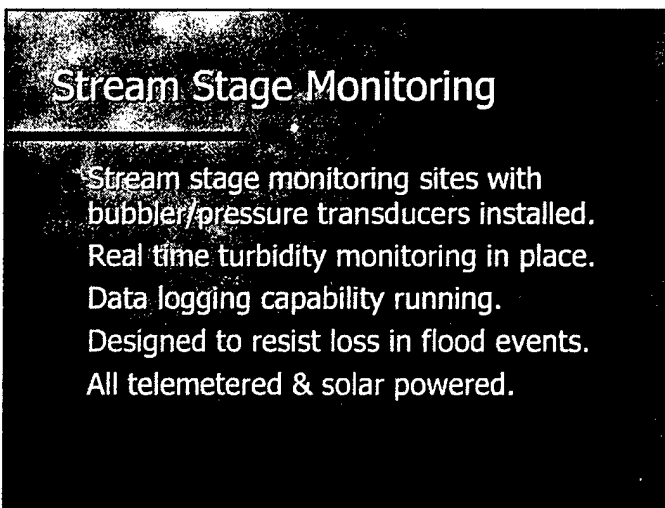 Stream Stage Monitoring
Stream stage monitoring sites with
bubbler/pressure transducers installed.
Real time turbidity monitoring in place.
Data logging capability running.
Designed to resist loss in flood events.
All telemetered & solar powered.